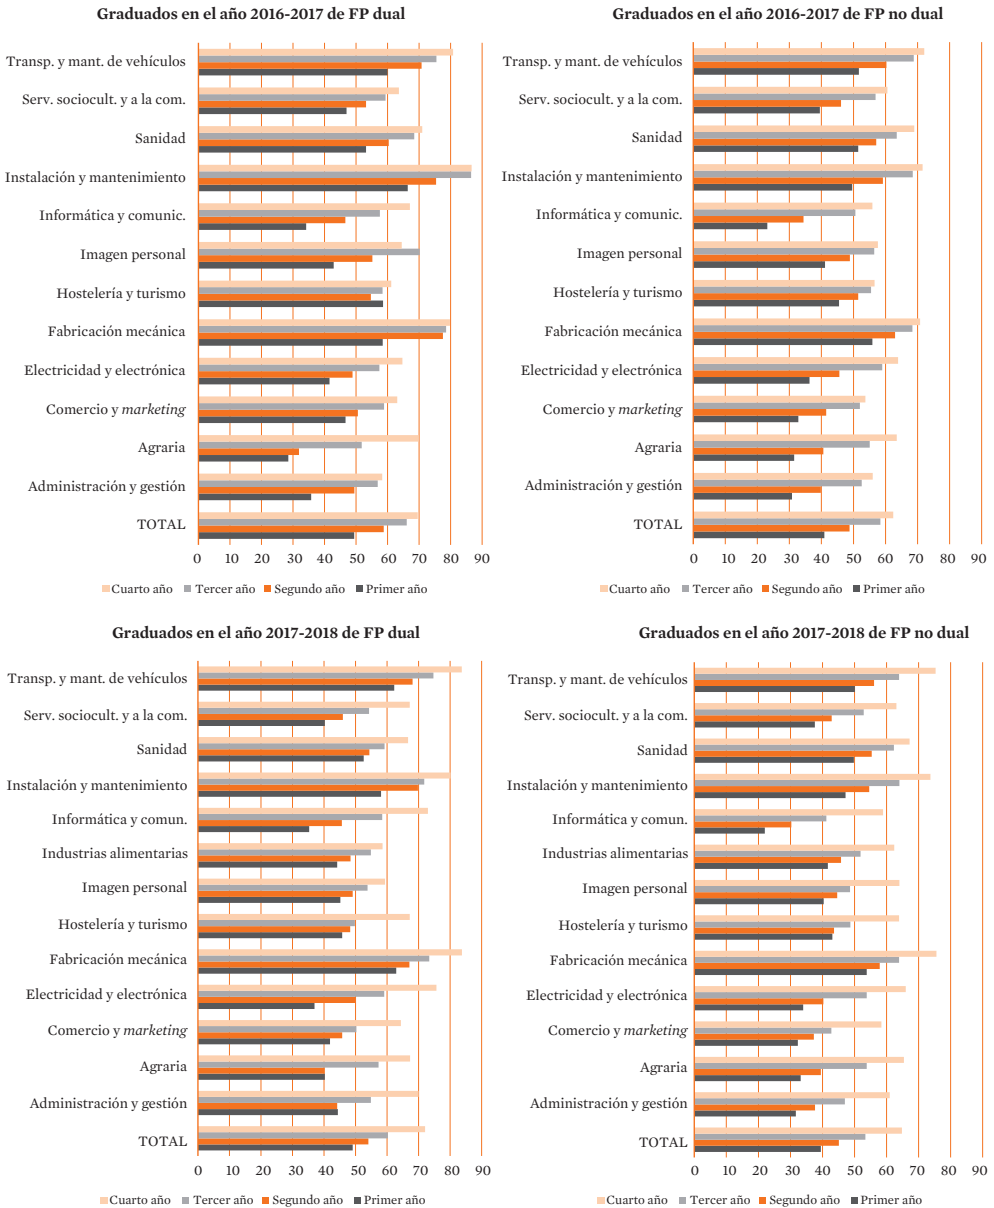 Graduados en el año 2016-2017 de FP dual
Transp. y mant. de vehículos
Serv. sociocult. y a la com.
Sanidad
Instalación y mantenimiento
Informática y comunic.
Imagen personal
Hostelería y turismo
Fabricación mecánica
Electricidad y electrónica
Comercio y marketing
Agraria
Administración y gestión
TOTAL
0 10 20 30 40 50 60 70 80 90
Cuarto año Tercer año Segundo año Primer año
Graduados en el año 2016-2017 de FP no dual
Transp. y mant. de vehículos
Serv. sociocult. y a la com.
Sanidad
Instalación y mantenimiento
Informática y comunic.
Imagen personal
Hostelería y turismo
Fabricación mecánica
Electricidad y electrónica
Comercio y marketing
Agraria
Administración y gestión
TOTAL
0 10 20 30 40 50 60 70 80 90
Cuarto año Tercer año Segundo año Primer año
Graduados en el año 2017-2018 de FP dual
Transp. y mant. de vehículos
Serv. sociocult. y a la com.
Sanidad
Instalación y mantenimiento
Informática y comun.
Industrias alimentarias
Imagen personal
Hostelería y turismo
Fabricación mecánica
Electricidad y electrónica
Comercio y marketing
Agraria
Administración y gestión
TOTAL
0 10 20 30 40 50 60 70 80 90
Cuarto año Tercer año Segundo año Primer año
Graduados en el año 2017-2018 de FP no dual
Transp. y mant. de vehículos
Serv. sociocult. y a la com.
Sanidad
Instalación y mantenimiento
Informática y comun.
Industrias alimentarias
Imagen personal
Hostelería y turismo
Fabricación mecánica
Electricidad y electrónica
Comercio y marketing
Agraria
Administración y gestión
TOTAL
0 10 20 30 40 50 60 70 80 90
Cuarto año Tercer año Segundo año Primer año